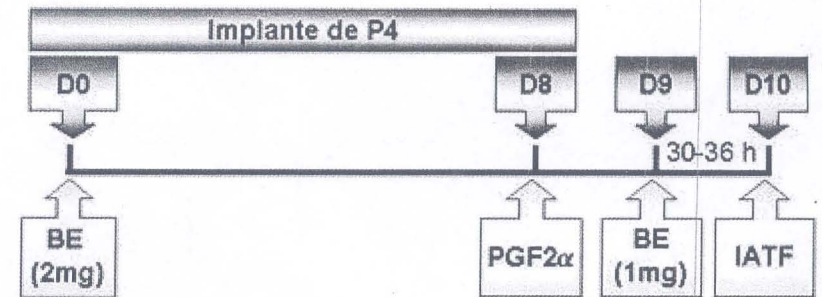 Implante de P4
D0
D8
D9
D10
30-36 h
BE
(2mg)
PGF2α
BE
(1mg)
IATF